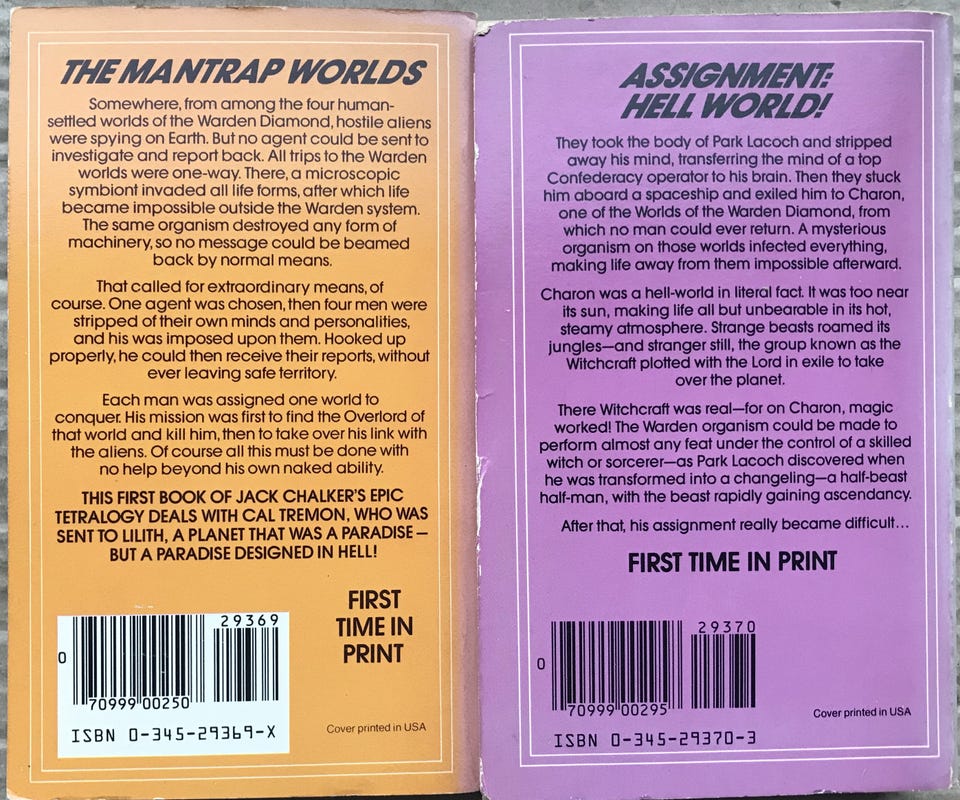 THE MANTRAP WORLDS
Somewhere, from among the four human-
settled worlds of the Warden Diamond, hostile aliens
were spying on Earth. But no agent could be sent to
investigate and report back. All trips to the Warden
worlds were one-way. There, a microscopic
symbiont invaded all life forms, after which life
became impossible outside the Warden system.
The same organism destroyed any form of
machinery, so no message could be beamed
back by normal means.
That called for extraordinary means, of
course. One agent was chosen, then four men were
stripped of their own minds and personalities,
and his was imposed upon them. Hooked up
properly, he could then receive their reports, without
ever leaving safe territory.
Each man was assigned one world to
conquer. His mission was first to find the Overlord of
that world and kill him, then to take over his link with
the aliens. Of course all this must be done with
no help beyond his own naked ability.
THIS FIRST BOOK OF JACK CHALKER'S EPIC
TETRALOGY DEALS WITH CAL TREMON, WHO WAS
SENT TO LILITH, A PLANET THAT WAS A PARADISE—
BUT A PARADISE DESIGNED IN HELL!
FIRST
TIME IN
PRINT
29369
0
70999 00250
ISBN 0-345-29369-X
Cover printed in USA
ASSIGNMENT:
HELL WORLD!
They took the body of Park Lacoch and stripped
away his mind, transferring the mind of a top
Confederacy operator to his brain. Then they stuck
him aboard a spaceship and exiled him to Charon,
one of the Worlds of the Warden Diamond, from
which no man could ever return. A mysterious
organism on those worlds infected everything,
making life away from them impossible afterward.
Charon was a hell-world in literal fact. It was too near
its sun, making life all but unbearable in its hot,
steamy atmosphere. Strange beasts roamed its
jungles—and stranger still, the group known as the
Witchcraft plotted with the Lord in exile to take
over the planet.
There Witchcraft was real—for on Charon, magic
worked! The Warden organism could be made to
perform almost any feat under the control of a skilled
witch or sorcerer—as Park Lacoch discovered when
he was transformed into a changeling—a half-beast
half-man, with the beast rapidly gaining ascendancy.
After that, his assignment really became difficult...
FIRST TIME IN PRINT
29370
0
70999 00295
Cover printed in USA
ISBN 0-345-29370-3